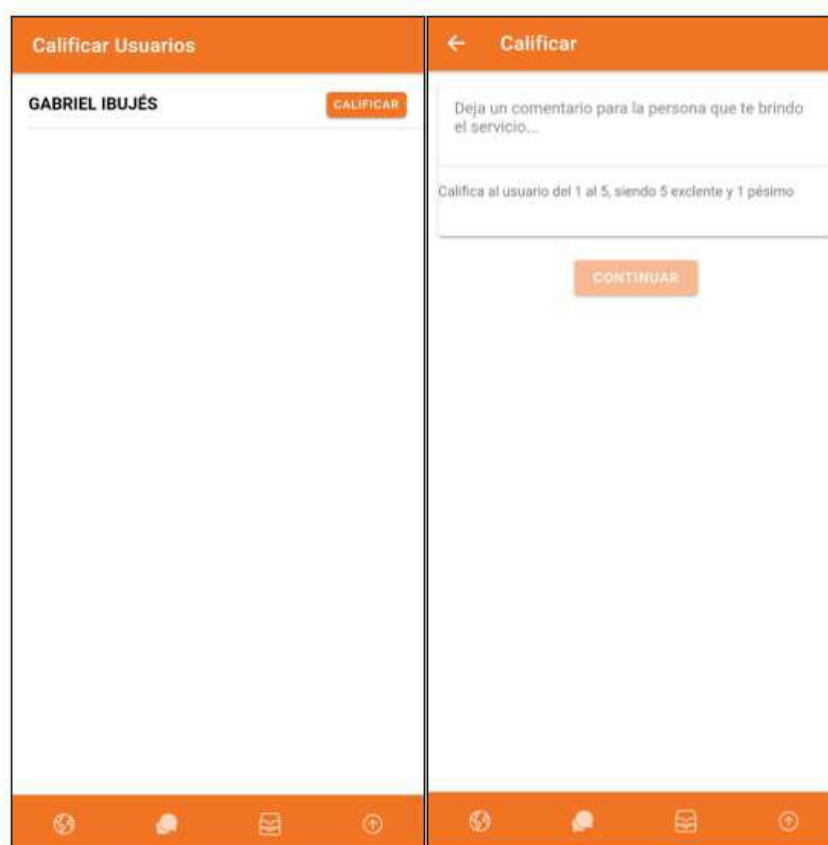 Calificar Usuarios
GABRIEL IBUJÉS
CALIFICAR
Calificar
Deja un comentario para la persona que te brindo
el servicio...
Califica al usuario del 1 al 5, siendo 5 exclente y 1 pésimo
CONTINUAR